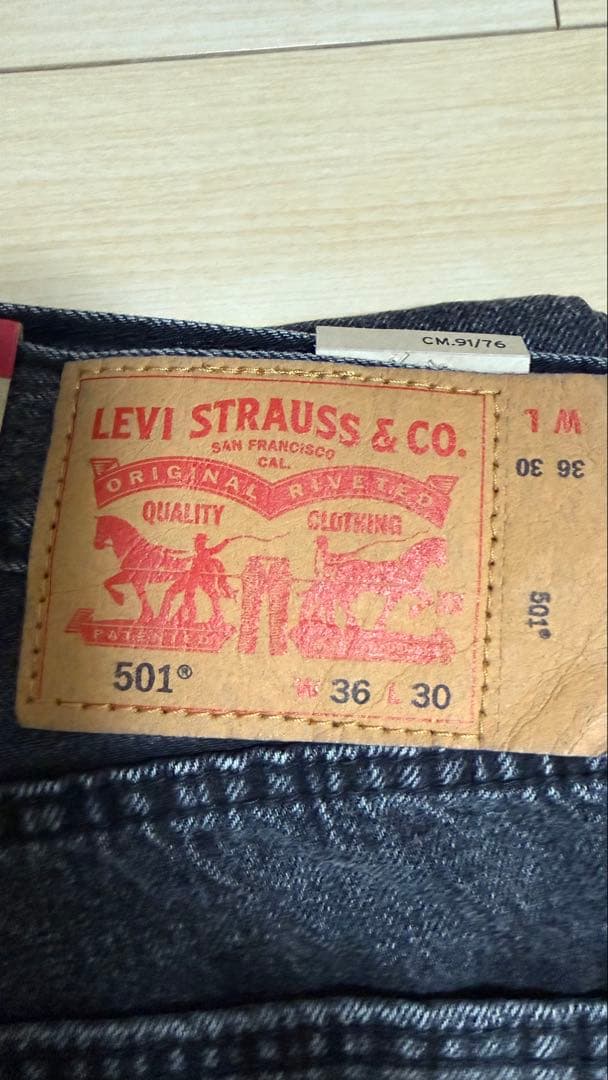 CM.91/76
LEVI STRAUSS & CO.
SAN FRANCISCO
CAL.
ORIGINAL RIVETED
QUALITY CLOTHING
PATENTED
501® W 36 L 30
W L
36 30
501®